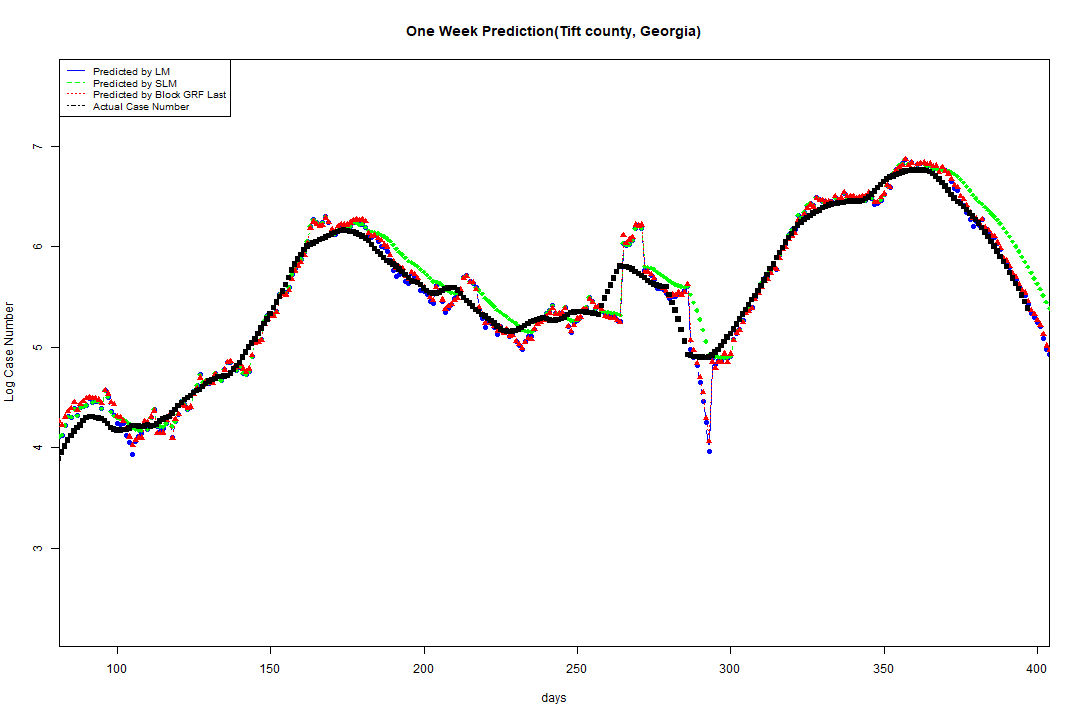 One Week Prediction(Tift county, Georgia)
Predicted by LM
Predicted by SLM
Predicted by Block GRF Last
Actual Case Number
7
6
5
4
3
Log Case Number
100 150 200 250 300 350 400
days